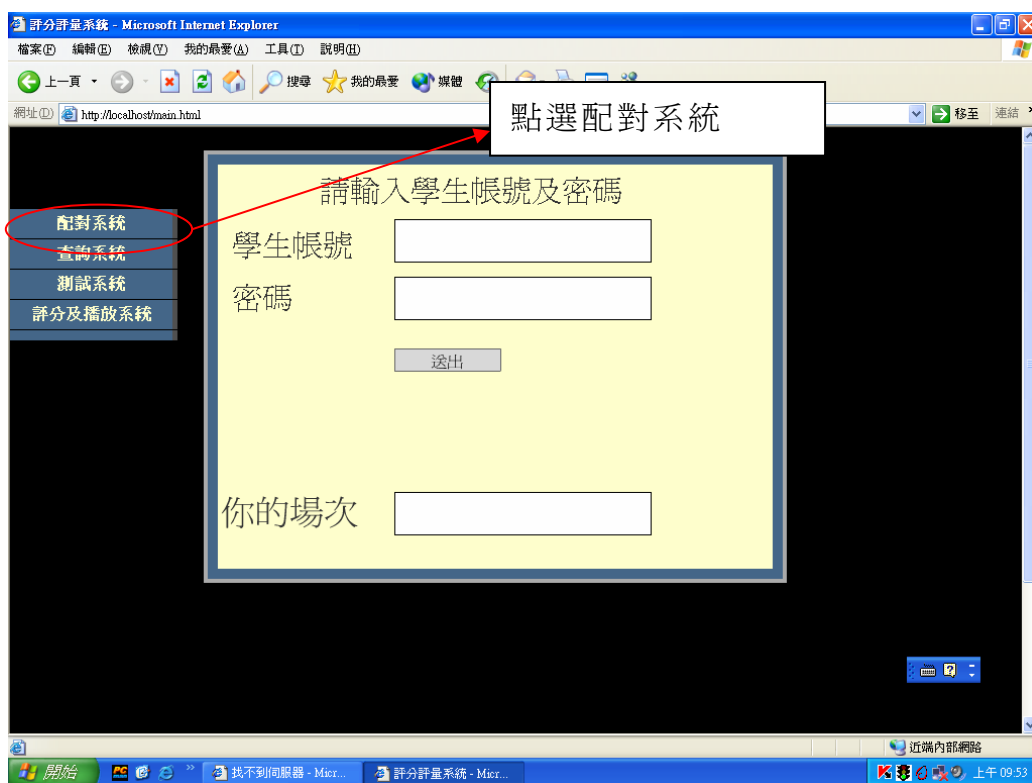 評分評量系統 - Microsoft Internet Explorer
檔案(F) 編輯(E) 檢視(V) 我的最愛(A) 工具(T) 說明(H)
上一頁 搜尋 我的最愛 媒體
網址(D) http://localhost/main.html 移至 連結
點選配對系統
請輸入學生帳號及密碼
配對系統
查詢系統
測試系統
評分及播放系統
學生帳號
密碼
送出
你的場次
近端內部網路
開始 找不到伺服器 - Micr... 評分評量系統 - Micr... 上午 09:53